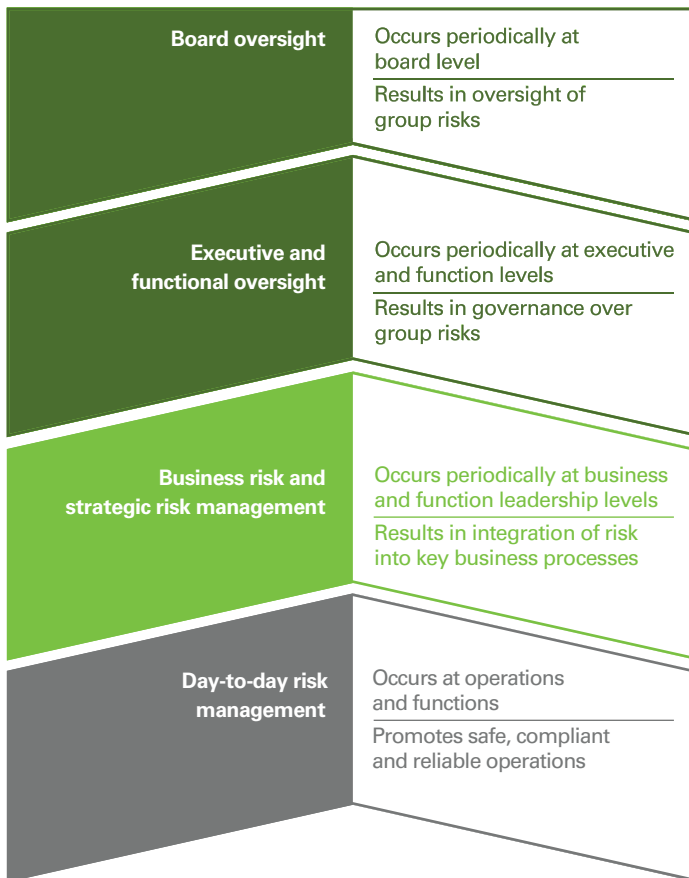 Board oversight
Occurs periodically at
board level
Results in oversight of
group risks
Executive and
functional oversight
Occurs periodically at executive
and function levels
Results in governance over
group risks
Business risk and
strategic risk management
Occurs periodically at business
and function leadership levels
Results in integration of risk
into key business processes
Day-to-day risk
management
Occurs at operations
and functions
Promotes safe, compliant
and reliable operations